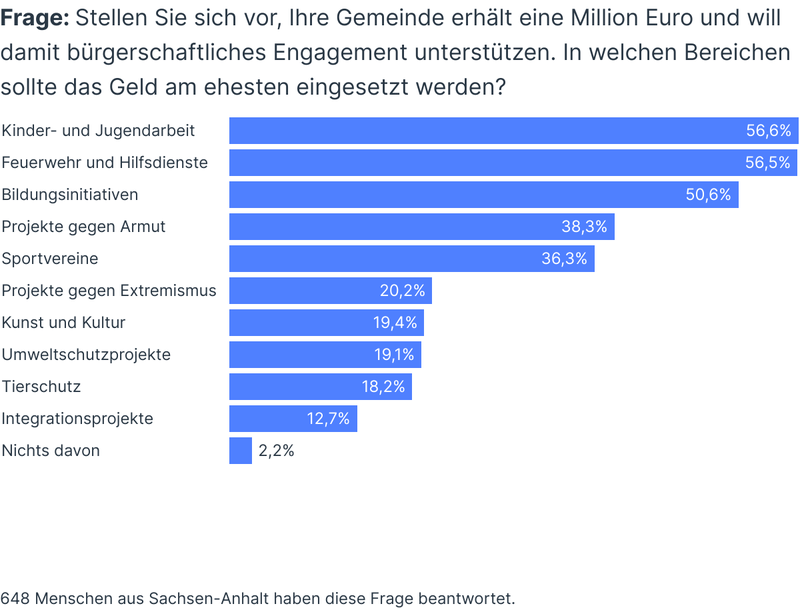 Frage: Stellen Sie sich vor, Ihre Gemeinde erhält eine Million Euro und will
damit bürgerschaftliches Engagement unterstützen. In welchen Bereichen
sollte das Geld am ehesten eingesetzt werden?
Kinder- und Jugendarbeit 56,6%
Feuerwehr und Hilfsdienste 56,5%
Bildungsinitiativen 50,6%
Projekte gegen Armut 38,3%
Sportvereine 36,3%
Projekte gegen Extremismus 20,2%
Kunst und Kultur 19,4%
Umweltschutzprojekte 19,1%
Tierschutz 18,2%
Integrationsprojekte 12,7%
Nichts davon 2,2%
648 Menschen aus Sachsen-Anhalt haben diese Frage beantwortet.